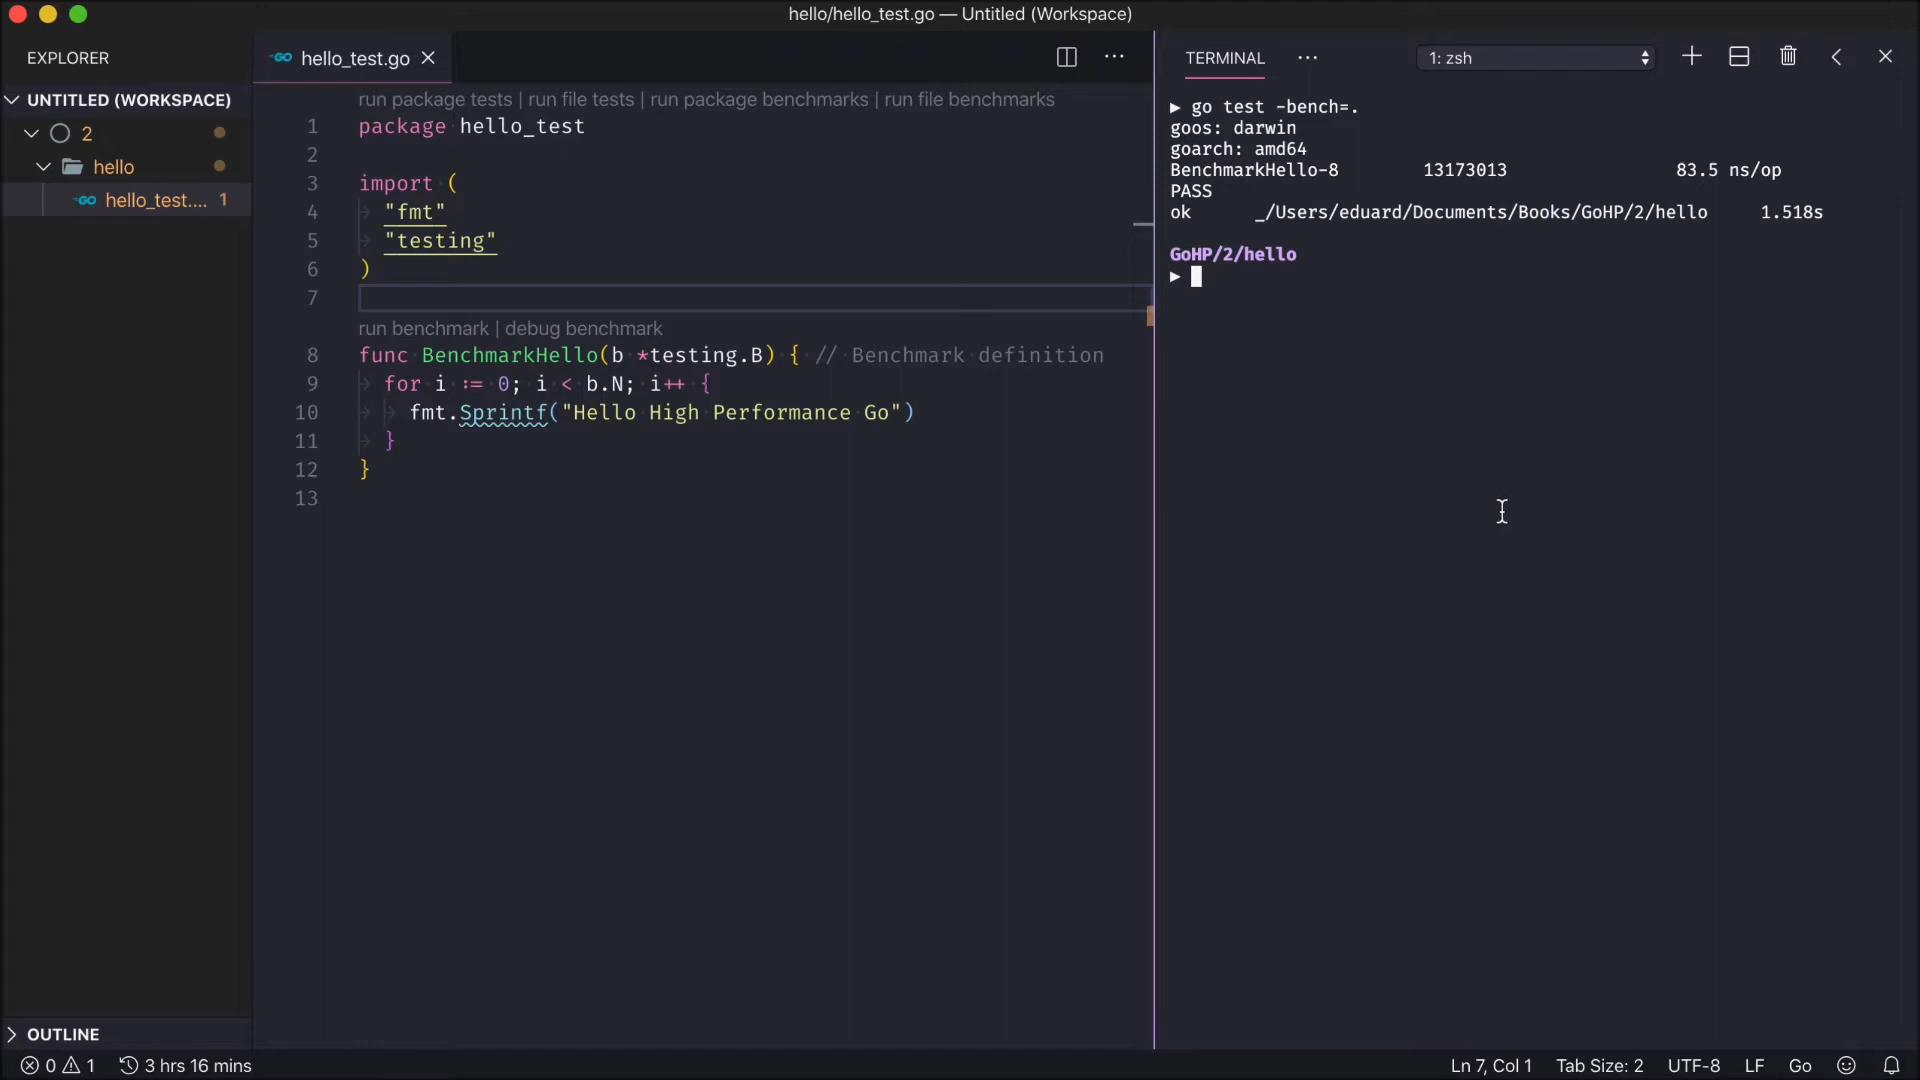 hello/hello_test.go — Untitled (Workspace)
EXPLORER
UNTITLED (WORKSPACE)
2
hello
hello_test.... 1
hello_test.go
run package tests | run file tests | run package benchmarks | run file benchmarks
1 package hello_test
2
3 import (
4 "fmt"
5 "testing"
6 )
7
run benchmark | debug benchmark
8 func BenchmarkHello(b *testing.B) { // Benchmark definition
9 for i := 0; i < b.N; i++ {
10 fmt.Sprintf("Hello High Performance Go")
11 }
12 }
13
TERMINAL
1: zsh
▶ go test -bench=.
goos: darwin
goarch: amd64
BenchmarkHello-8 13173013 83.5 ns/op
PASS
ok _/Users/eduard/Documents/Books/GoHP/2/hello 1.518s
GoHP/2/hello
▶
OUTLINE
0 1 3 hrs 16 mins
Ln 7, Col 1 Tab Size: 2 UTF-8 LF Go